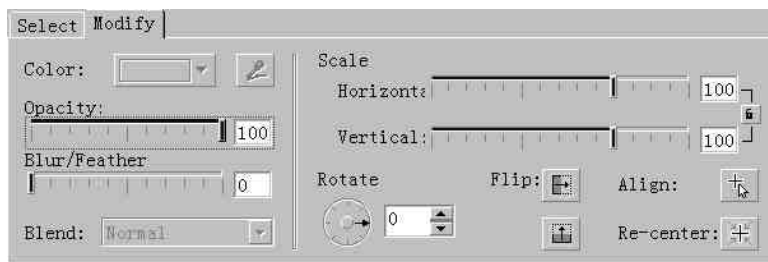 Select Modify
Color:
Opacity:
100
Blur/Feather
0
Blend: Normal
Scale
Horizonta 100
Vertical: 100
Rotate
0
Flip:
Align:
Re-center: